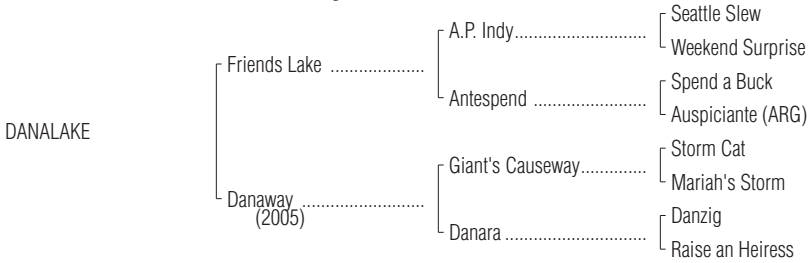 Seattle Slew
A.P. Indy..............................
Weekend Surprise
Friends Lake .....................
Spend a Buck
Antespend ..........................
Auspiciante (ARG)
DANALAKE
Storm Cat
Giant's Causeway...............
Mariah's Storm
Danaway ...........................
(2005)
Danzig
Danara ................................
Raise an Heiress